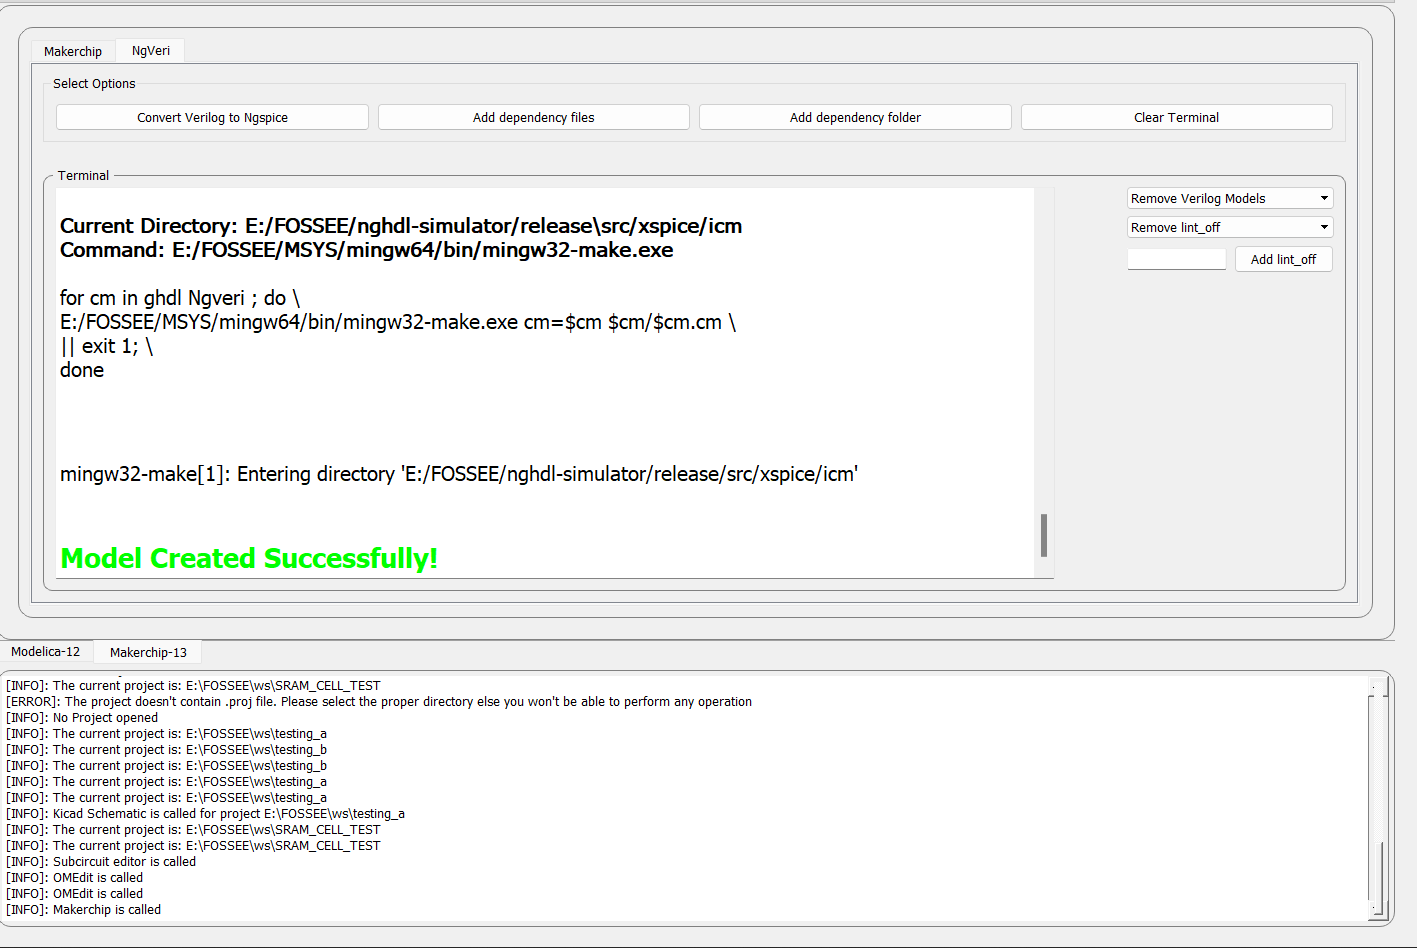 Makerchip
NgVeri
Select Options
Convert Verilog to Ngspice
Add dependency files
Add dependency folder
Clear Terminal
Terminal
Current Directory: E:/FOSSEE/nghdl-simulator/release\src/xspice/icm
Command: E:/FOSSEE/MSYS/mingw64/bin/mingw32-make.exe
for cm in ghdl Ngveri ; do \
E:/FOSSEE/MSYS/mingw64/bin/mingw32-make.exe cm=$cm $cm/$cm.cm \
|| exit 1; \
done
mingw32-make[1]: Entering directory 'E:/FOSSEE/nghdl-simulator/release/src/xspice/icm'
Model Created Successfully!
Remove Verilog Models
Remove lint_off
Add lint_off
Modelica-12
Makerchip-13
[INFO]: The current project is: E:\FOSSEE\ws\SRAM_CELL_TEST
[ERROR]: The project doesn't contain .proj file. Please select the proper directory else you won't be able to perform any operation
[INFO]: No Project opened
[INFO]: The current project is: E:\FOSSEE\ws\testing_a
[INFO]: The current project is: E:\FOSSEE\ws\testing_b
[INFO]: The current project is: E:\FOSSEE\ws\testing_b
[INFO]: The current project is: E:\FOSSEE\ws\testing_a
[INFO]: The current project is: E:\FOSSEE\ws\testing_a
[INFO]: Kicad Schematic is called for project E:\FOSSEE\ws\testing_a
[INFO]: The current project is: E:\FOSSEE\ws\SRAM_CELL_TEST
[INFO]: The current project is: E:\FOSSEE\ws\SRAM_CELL_TEST
[INFO]: Subcircuit editor is called
[INFO]: OMEdit is called
[INFO]: OMEdit is called
[INFO]: Makerchip is called